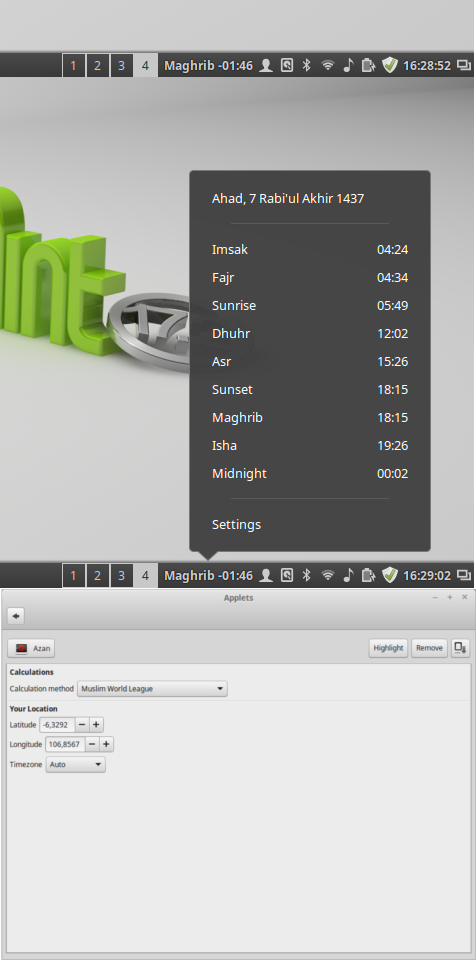 1 2 3 4 Maghrib -01:46 16:28:52
int
17.
Ahad, 7 Rabi'ul Akhir 1437
Imsak 04:24
Fajr 04:34
Sunrise 05:49
Dhuhr 12:02
Asr 15:26
Sunset 18:15
Maghrib 18:15
Isha 19:26
Midnight 00:02
Settings
1 2 3 4 Maghrib -01:46 16:29:02
Applets
Azan Highlight Remove
Calculations
Calculation method Muslim World League
Your Location
Latitude -6,3292
Longitude 106,8567
Timezone Auto